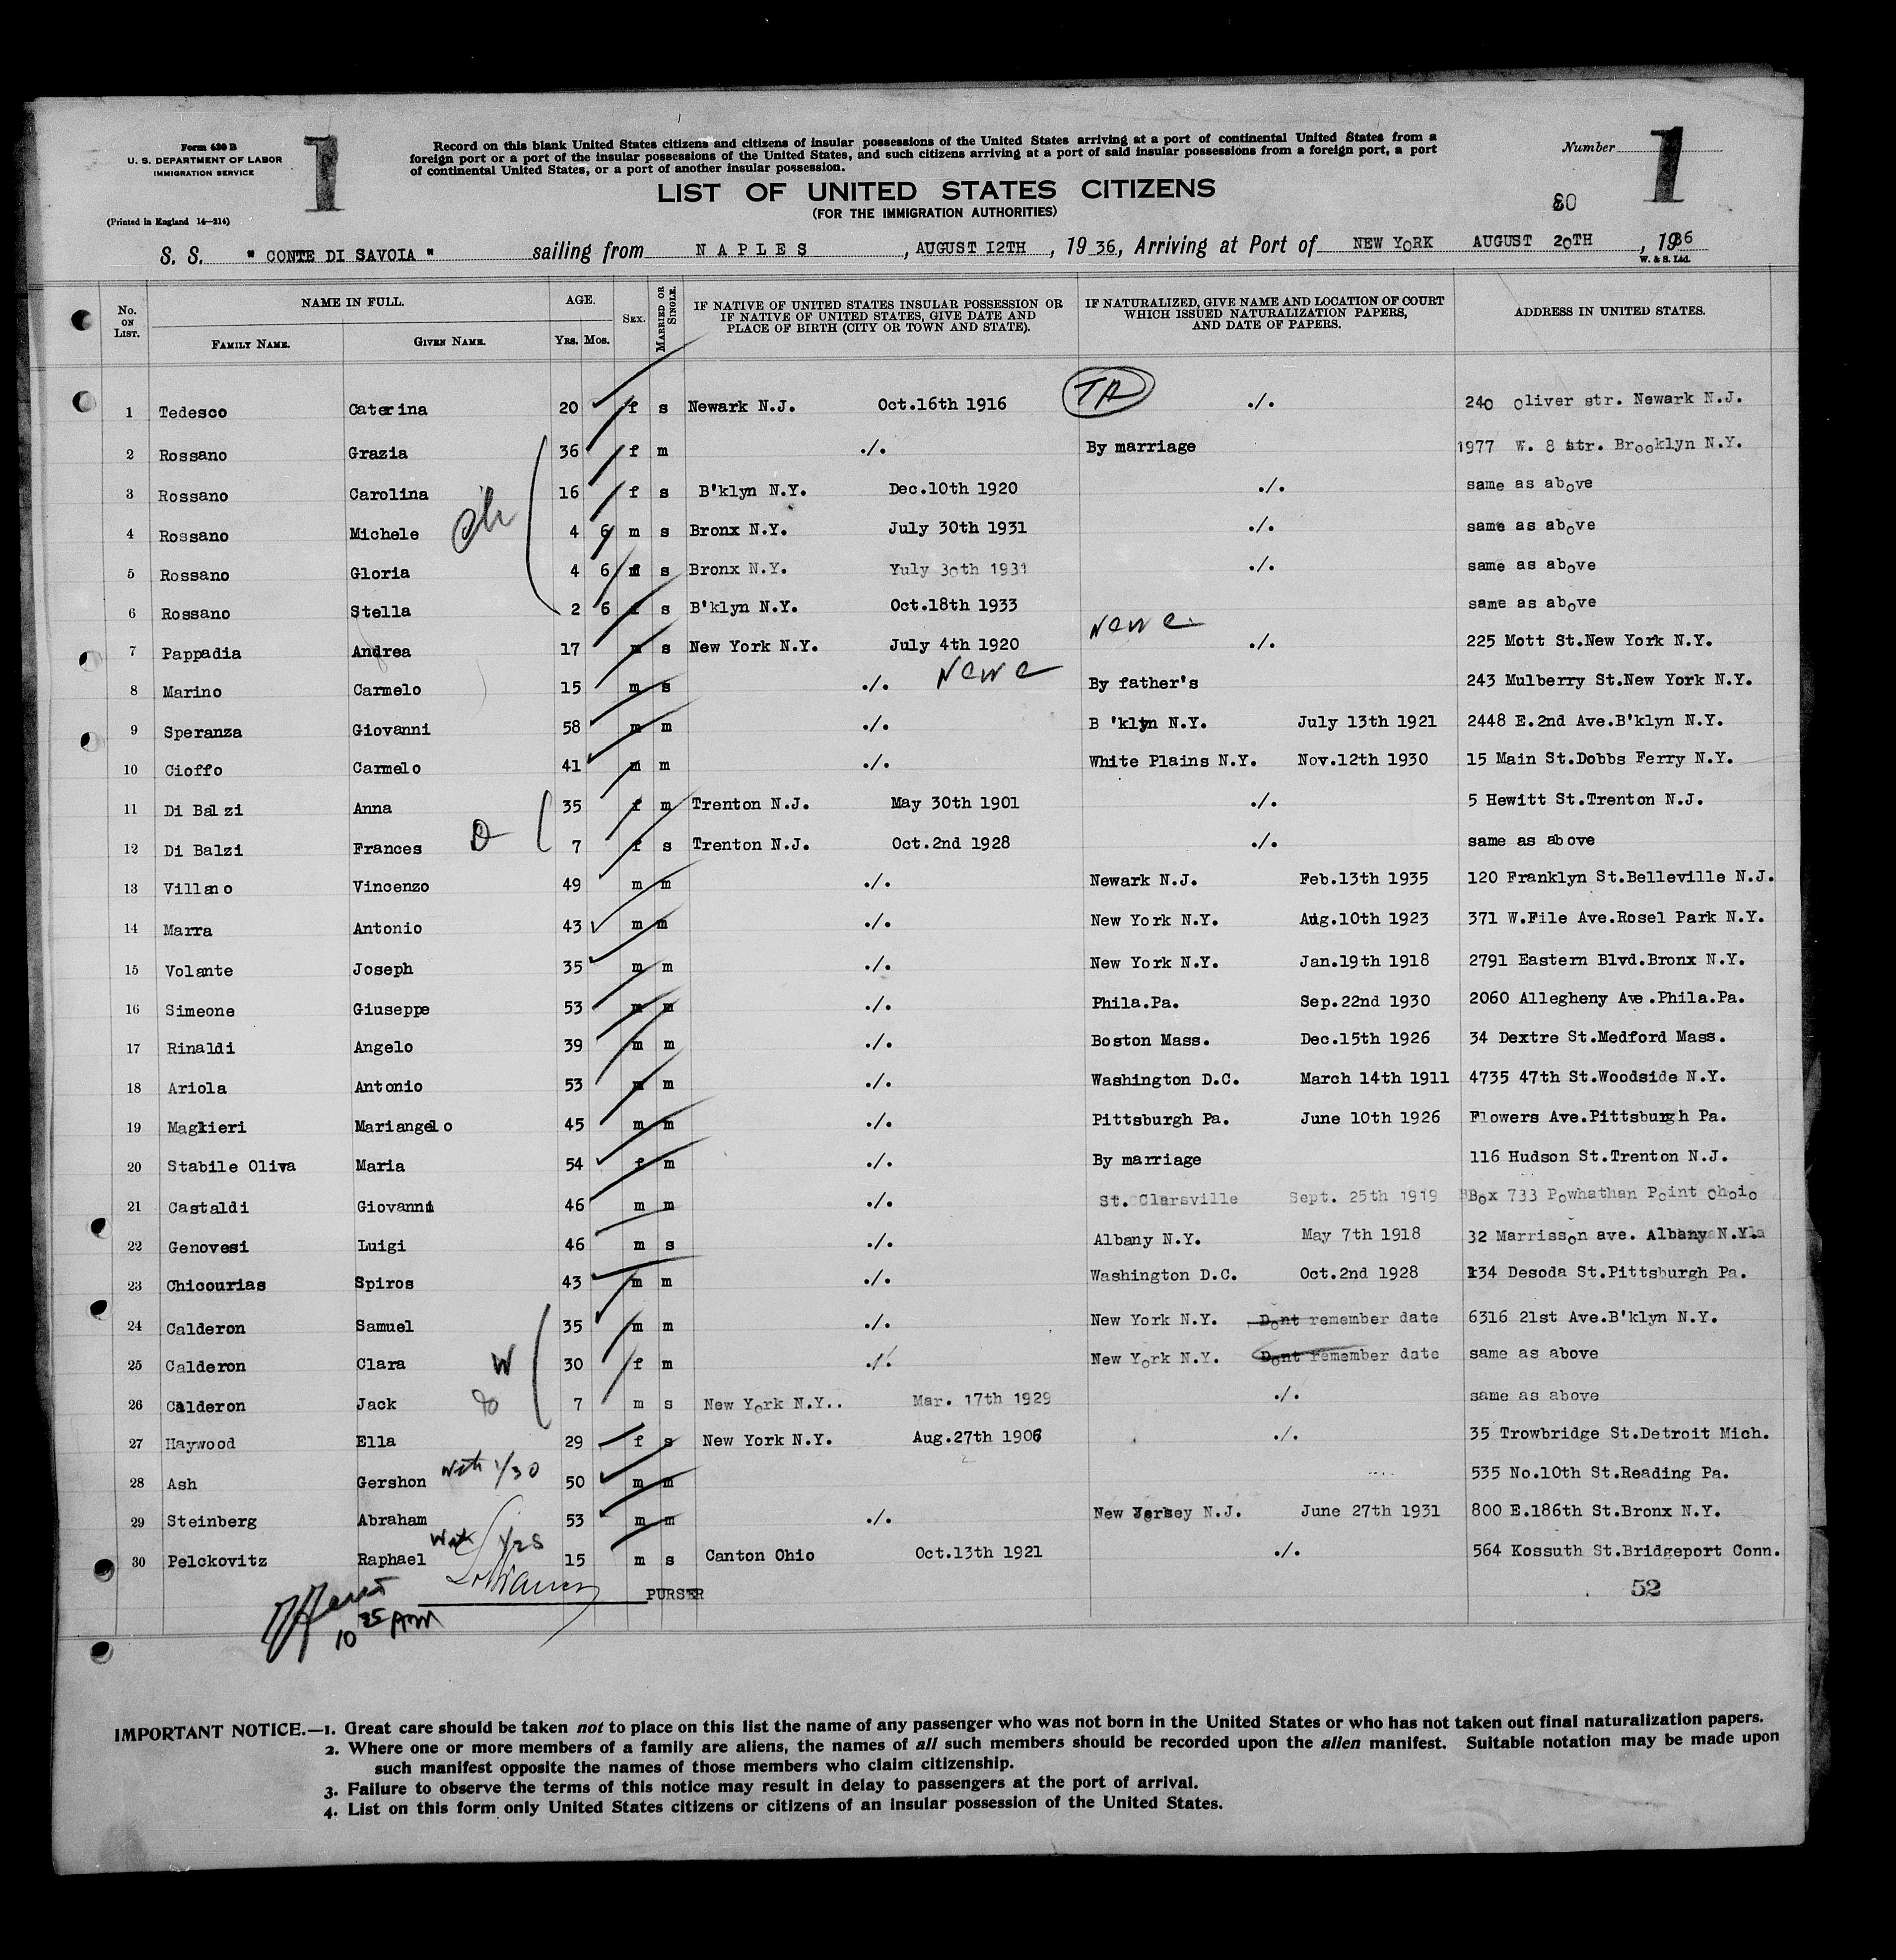 Form 630 B
U. S. DEPARTMENT OF LABOR
IMMIGRATION SERVICE
(Printed in England 14—214)
1
Record on this blank United States citizens and citizens of insular possessions of the United States arriving at a port of continental United States from a
foreign port or a port of the insular possessions of the United States, and such citizens arriving at a port of said insular possessions from a foreign port, a port
of continental United States, or a port of another insular possession.
Number 1
LIST OF UNITED STATES CITIZENS
(FOR THE IMMIGRATION AUTHORITIES)
80
S. S. " CONTE DI SAVOIA " sailing from NAPLES, AUGUST I2TH, 19 36, Arriving at Port of NEW YORK AUGUST 20TH, 1936
W. & S. Ltd.
No. ON LIST. NAME IN FULL. AGE. SEX. MARRIED OR SINGLE. IF NATIVE OF UNITED STATES INSULAR POSSESSION OR IF NATIVE OF UNITED STATES, GIVE DATE AND PLACE OF BIRTH (CITY OR TOWN AND STATE). IF NATURALIZED, GIVE NAME AND LOCATION OF COURT WHICH ISSUED NATURALIZATION PAPERS, AND DATE OF PAPERS. ADDRESS IN UNITED STATES.
FAMILY NAME. GIVEN NAME. YRS. MOS.
1 Tedesco Caterina 20 f s Newark N.J. Oct.16th 1916 TA ./. 240 Oliver str. Newark N.J.
2 Rossano Grazia 36 f m ./. By marriage 1977 W. 8 str. Brooklyn N.Y.
3 Rossano Carolina 16 f s B'klyn N.Y. Dec.10th 1920 ./. same as above
4 Rossano Michele 4 6 m s Bronx N.Y. July 30th 1931 ./. same as above
5 Rossano Gloria 4 6 f s Bronx N.Y. Yuly 30th 1931 ./. same as above
6 Rossano Stella 2 6 f s B'klyn N.Y. Oct.18th 1933 same as above
7 Pappadia Andrea 17 m s New York N.Y. July 4th 1920 ./. 225 Mott St.New York N.Y.
8 Marino Carmelo 15 m s ./. By father's 243 Mulberry St.New York N.Y.
9 Speranza Giovanni 58 m m ./. B 'klyn N.Y. July 13th 1921 2448 E.2nd Ave.B'klyn N.Y.
10 Cioffo Carmelo 41 m m ./. White Plains N.Y. Nov.12th 1930 15 Main St.Dobbs Ferry N.Y.
11 Di Balzi Anna 35 f m Trenton N.J. May 30th 1901 ./. 5 Hewitt St.Trenton N.J.
12 Di Balzi Frances 7 f s Trenton N.J. Oct.2nd 1928 ./. same as above
13 Villano Vincenzo 49 m m ./. Newark N.J. Feb.13th 1935 120 Franklyn St.Belleville N.J.
14 Marra Antonio 43 m m ./. New York N.Y. Aug.10th 1923 371 W.File Ave.Rosel Park N.Y.
15 Volante Joseph 35 m m ./. New York N.Y. Jan.19th 1918 2791 Eastern Blvd.Bronx N.Y.
16 Simeone Giuseppe 53 m m ./. Phila.Pa. Sep.22nd 1930 2060 Allegheny Ave.Phila.Pa.
17 Rinaldi Angelo 39 m m ./. Boston Mass. Dec.15th 1926 34 Dextre St.Medford Mass.
18 Ariola Antonio 53 m m ./. Washington D.C. March 14th 1911 4735 47th St.Woodside N.Y.
19 Maglieri Mariangelo 45 m m ./. Pittsburgh Pa. June 10th 1926 Flowers Ave.Pittsburgh Pa.
20 Stabile Oliva Maria 54 f m ./. By marriage 116 Hudson St.Trenton N.J.
21 Castaldi Giovanni 46 m m ./. St. Clarsville Sept. 25th 1919 Box 733 Powhathan Point Ohoio
22 Genovesi Luigi 46 m s ./. Albany N.Y. May 7th 1918 32 Marrisson ave. Albany N.Y.
23 Chicourias Spiros 43 m m ./. Washington D.C. Oct.2nd 1928 134 Desoda St.Pittsburgh Pa.
24 Calderon Samuel 35 m m ./. New York N.Y. Dont remember date 6316 21st Ave.B'klyn N.Y.
25 Calderon Clara 30 f m ./. New York N.Y. Dont remember date same as above
26 Calderon Jack 7 m s New York N.Y.. Mar. 17th 1929 ./. same as above
27 Haywood Ella 29 f s New York N.Y. Aug.27th 1906 ./. 35 Trowbridge St.Detroit Mich.
28 Ash Gershon with 1/30 50 m m 535 No.10th St.Reading Pa.
29 Steinberg Abraham 53 m m ./. New Jersey N.J. June 27th 1931 800 E.186th St.Bronx N.Y.
30 Pelckovitz Raphael 15 m s Canton Ohio Oct.13th 1921 ./. 564 Kossuth St.Bridgeport Conn.
PURSER
52
10 25 AM
IMPORTANT NOTICE.—1. Great care should be taken not to place on this list the name of any passenger who was not born in the United States or who has not taken out final naturalization papers.
2. Where one or more members of a family are aliens, the names of all such members should be recorded upon the alien manifest. Suitable notation may be made upon
such manifest opposite the names of those members who claim citizenship.
3. Failure to observe the terms of this notice may result in delay to passengers at the port of arrival.
4. List on this form only United States citizens or citizens of an insular possession of the United States.